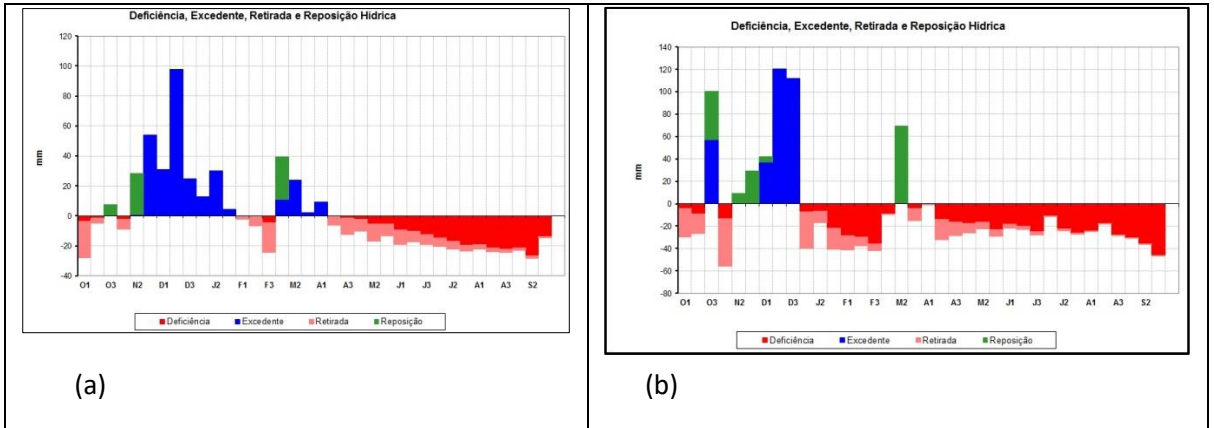 Deficiência, Excedente, Retirada e Reposição Hídrica
120
100
80
60
40
20
0
-20
-40
mm
O1 O3 N2 D1 D3 J2 F1 F3 M2 A1 A3 M2 J1 J3 J2 A1 A3 S2
Deficiência Excedente Retirada Reposição
(a)
Deficiência, Excedente, Retirada e Reposição Hídrica
140
120
100
80
60
40
20
0
-20
-40
-60
-80
mm
O1 O3 N2 D1 D3 J2 F1 F3 M2 A1 A3 M2 J1 J3 J2 A1 A3 S2
Deficiência Excedente Retirada Reposição
(b)